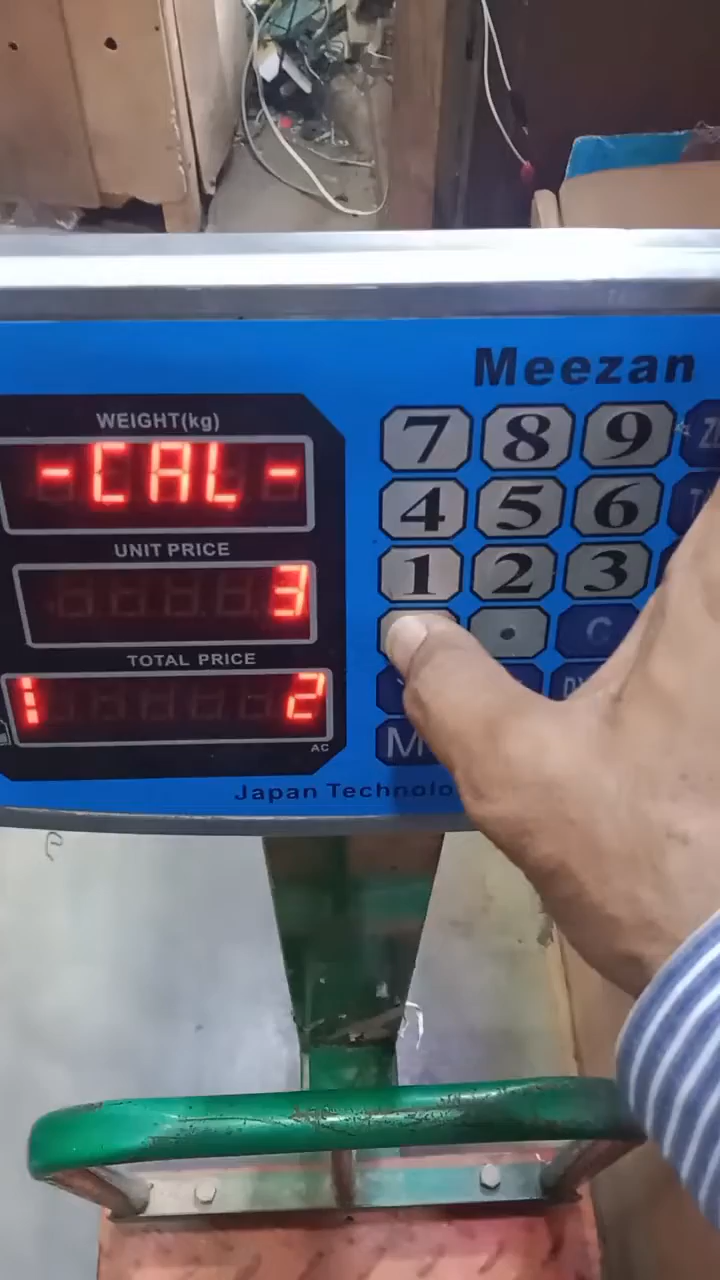 Meezan
WEIGHT(kg)
-CAL-
7 8 9
4 5 6
UNIT PRICE
3
1 2 3
. C
TOTAL PRICE
1 2
AC
M
Japan Technolo